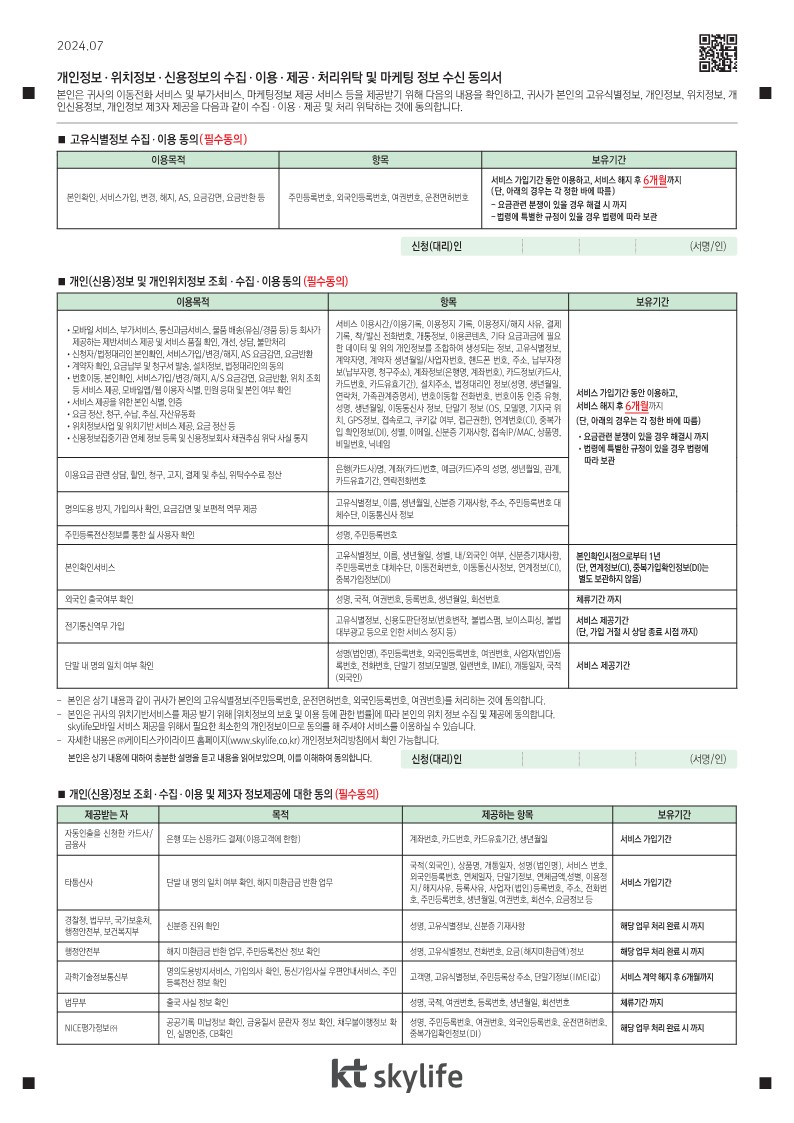 2024.07
개인정보 · 위치정보 · 신용정보의 수집 · 이용 · 제공 · 처리위탁 및 마케팅 정보 수신 동의서
본인은 귀사의 이동전화 서비스 및 부가서비스, 마케팅정보 제공 서비스 등을 제공받기 위해 다음의 내용을 확인하고, 귀사가 본인의 고유식별정보, 개인정보, 위치정보, 개
인신용정보, 개인정보 제3자 제공을 다음과 같이 수집 · 이용 · 제공 및 처리 위탁하는 것에 동의합니다.
■ 고유식별정보 수집 · 이용 동의(필수동의)
이용목적
항목
보유기간
본인확인, 서비스가입, 변경, 해지, AS, 요금감면, 요금반환 등
주민등록번호, 외국인등록번호, 여권번호, 운전면허번호
서비스 가입기간 동안 이용하고, 서비스 해지 후 6개월까지
(단, 아래의 경우는 각 정한 바에 따름)
– 요금관련 분쟁이 있을 경우 해결 시 까지
– 법령에 특별한 규정이 있을 경우 법령에 따라 보관
신청(대리)인
(서명/인)
■ 개인(신용)정보 및 개인위치정보 조회 · 수집 · 이용 동의 (필수동의)
이용목적
항목
보유기간
• 모바일 서비스, 부가서비스, 통신과금서비스, 물품 배송(유심/경품 등) 등 회사가
제공하는 제반서비스 제공 및 서비스 품질 확인, 개선, 상담, 불만처리
• 신청자/법정대리인 본인확인, 서비스가입/변경/해지, AS 요금감면, 요금반환
• 계약자 확인, 요금납부 및 청구서 발송, 설치정보, 법정대리인의 동의
• 번호이동, 본인확인, 서비스가입/변경/해지, A/S 요금감면, 요금반환, 위치 조회
등 서비스 제공, 모바일앱/웹 이용자 식별, 민원 응대 및 본인 여부 확인
• 서비스 제공을 위한 본인 식별, 인증
• 요금 정산, 청구, 수납, 추심, 자산유동화
• 위치정보사업 및 위치기반 서비스 제공, 요금 정산 등
• 신용정보집중기관 연체 정보 등록 및 신용정보회사 채권추심 위탁 사실 통지
서비스 이용시간/이용기록, 이용정지 기록, 이용정지/해지 사유, 결제
기록, 착/발신 전화번호, 개통정보, 이용콘텐츠, 기타 요금과금에 필요
한 데이터 및 위의 개인정보를 조합하여 생성되는 정보, 고유식별정보,
계약자명, 계약자 생년월일/사업자번호, 핸드폰 번호, 주소, 납부자정
보(납부자명, 청구주소), 계좌정보(은행명, 계좌번호), 카드정보(카드사,
카드번호, 카드유효기간), 설치주소, 법정대리인 정보(성명, 생년월일,
연락처, 가족관계증명서), 번호이동할 전화번호, 번호이동 인증 유형,
성명, 생년월일, 이동통신사 정보, 단말기 정보 (OS, 모델명, 기지국 위
치, GPS정보, 접속로그, 쿠키값 여부, 접근권한), 연계번호(CI), 중복가
입 확인정보(DI), 성별, 이메일, 신분증 기재사항, 접속IP/MAC, 상품명,
비밀번호, 닉네임
서비스 가입기간 동안 이용하고,
서비스 해지 후 6개월까지
(단, 아래의 경우는 각 정한 바에 따름)
• 요금관련 분쟁이 있을 경우 해결시 까지
• 법령에 특별한 규정이 있을 경우 법령에
따라 보관
이용요금 관련 상담, 할인, 청구, 고지, 결제 및 추심, 위탁수수료 정산
은행(카드사)명, 계좌(카드)번호, 예금(카드)주의 성명, 생년월일, 관계,
카드유효기간, 연락전화번호
명의도용 방지, 가입의사 확인, 요금감면 및 보편적 역무 제공
고유식별정보, 이름, 생년월일, 신분증 기재사항, 주소, 주민등록번호 대
체수단, 이동통신사 정보
주민등록전산정보를 통한 실 사용자 확인
성명, 주민등록번호
본인확인서비스
고유식별정보, 이름, 생년월일, 성별, 내/외국인 여부, 신분증기재사항,
주민등록번호 대체수단, 이동전화번호, 이동통신사정보, 연계정보(CI),
중복가입정보(DI)
본인확인시점으로부터 1년
(단, 연계정보(CI), 중복가입확인정보(DI)는
별도 보관하지 않음)
외국인 출국여부 확인
성명, 국적, 여권번호, 등록번호, 생년월일, 회선번호
체류기간 까지
전기통신역무 가입
고유식별정보, 신용도판단정보(번호변작, 불법스팸, 보이스피싱, 불법
대부광고 등으로 인한 서비스 정지 등)
서비스 제공기간
(단, 가입 거절 시 상담 종료 시점 까지)
단말 내 명의 일치 여부 확인
성명(법인명), 주민등록번호, 외국인등록번호, 여권번호, 사업자(법인)등
록번호, 전화번호, 단말기 정보(모델명, 일련번호, IMEI), 개통일자, 국적
(외국인)
서비스 제공기간
– 본인은 상기 내용과 같이 귀사가 본인의 고유식별정보(주민등록번호, 운전면허번호, 외국인등록번호, 여권번호)를 처리하는 것에 동의합니다.
– 본인은 귀사의 위치기반서비스를 제공 받기 위해 [위치정보의 보호 및 이용 등에 관한 법률]에 따라 본인의 위치 정보 수집 및 제공에 동의합니다.
skylife모바일 서비스 제공을 위해서 필요한 최소한의 개인정보이므로 동의를 해 주셔야 서비스를 이용하실 수 있습니다.
– 자세한 내용은 ㈜케이티스카이라이프 홈페이지(www.skylife.co.kr) 개인정보처리방침에서 확인 가능합니다.
본인은 상기 내용에 대하여 충분한 설명을 듣고 내용을 읽어보았으며, 이를 이해하여 동의합니다.
신청(대리)인
(서명/인)
■ 개인(신용)정보 조회 · 수집 · 이용 및 제3자 정보제공에 대한 동의 (필수동의)
제공받는 자
목적
제공하는 항목
보유기간
자동인출을 신청한 카드사/
금융사
은행 또는 신용카드 결제(이용고객에 한함)
계좌번호, 카드번호, 카드유효기간, 생년월일
서비스 가입기간
타통신사
단말 내 명의 일치 여부 확인, 해지 미환급금 반환 업무
국적(외국인), 상품명, 개통일자, 성명(법인명), 서비스 번호,
외국인등록번호, 연체일자, 단말기정보, 연체금액,성별, 이용정
지/해지사유, 등록사유, 사업자(법인)등록번호, 주소, 전화번
호, 주민등록번호, 생년월일, 여권번호, 회선수, 요금정보 등
서비스 가입기간
경찰청, 법무부, 국가보훈처,
행정안전부, 보건복지부
신분증 진위 확인
성명, 고유식별정보, 신분증 기재사항
해당 업무 처리 완료 시 까지
행정안전부
해지 미환급금 반환 업무, 주민등록전산 정보 확인
성명, 고유식별정보, 전화번호, 요금(해지미환급액)정보
해당 업무 처리 완료 시 까지
과학기술정보통신부
명의도용방지서비스, 가입의사 확인, 통신가입사실 우편안내서비스, 주민
등록전산 정보 확인
고객명, 고유식별정보, 주민등록상 주소, 단말기정보(IMEI값)
서비스 계약 해지 후 6개월까지
법무부
출국 사실 정보 확인
성명, 국적, 여권번호, 등록번호, 생년월일, 회선번호
체류기간 까지
NICE평가정보㈜
공공기록 미납정보 확인, 금융질서 문란자 정보 확인, 채무불이행정보 확
인, 실명인증, CB확인
성명, 주민등록번호, 여권번호, 외국인등록번호, 운전면허번호,
중복가입확인정보(DI)
해당 업무 처리 완료 시 까지
kt skylife